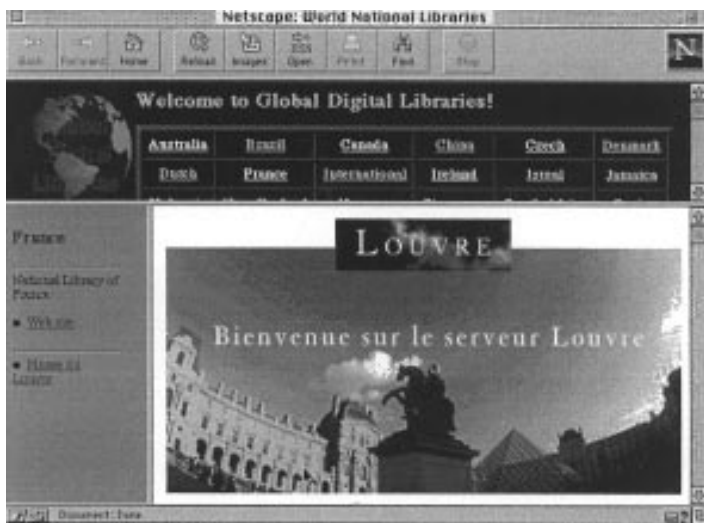 Netscape: World National Libraries
Back Forward Home Reload Images Open Print Find Stop
N
Welcome to Global Digital Libraries!
Australia Brazil Canada China Czech Denmark
Dutch France International Ireland Israel Jamaica
France
National Library of
France
Web site
Musee du
Louvre
LOUVRE
Bienvenue sur le serveur Louvre
Document: Done